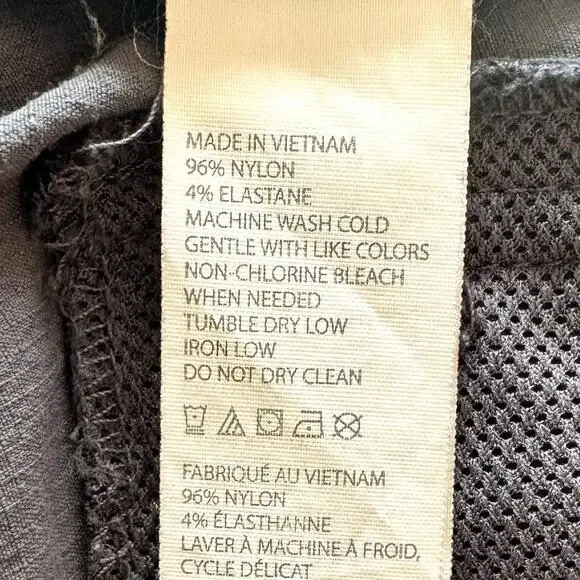 MADE IN VIETNAM
96% NYLON
4% ELASTANE
MACHINE WASH COLD
GENTLE WITH LIKE COLORS
NON-CHLORINE BLEACH
WHEN NEEDED
TUMBLE DRY LOW
IRON LOW
DO NOT DRY CLEAN
FABRIQUÉ AU VIETNAM
96% NYLON
4% ÉLASTHANNE
LAVER À MACHINE À FROID,
CYCLE DÉLICAT